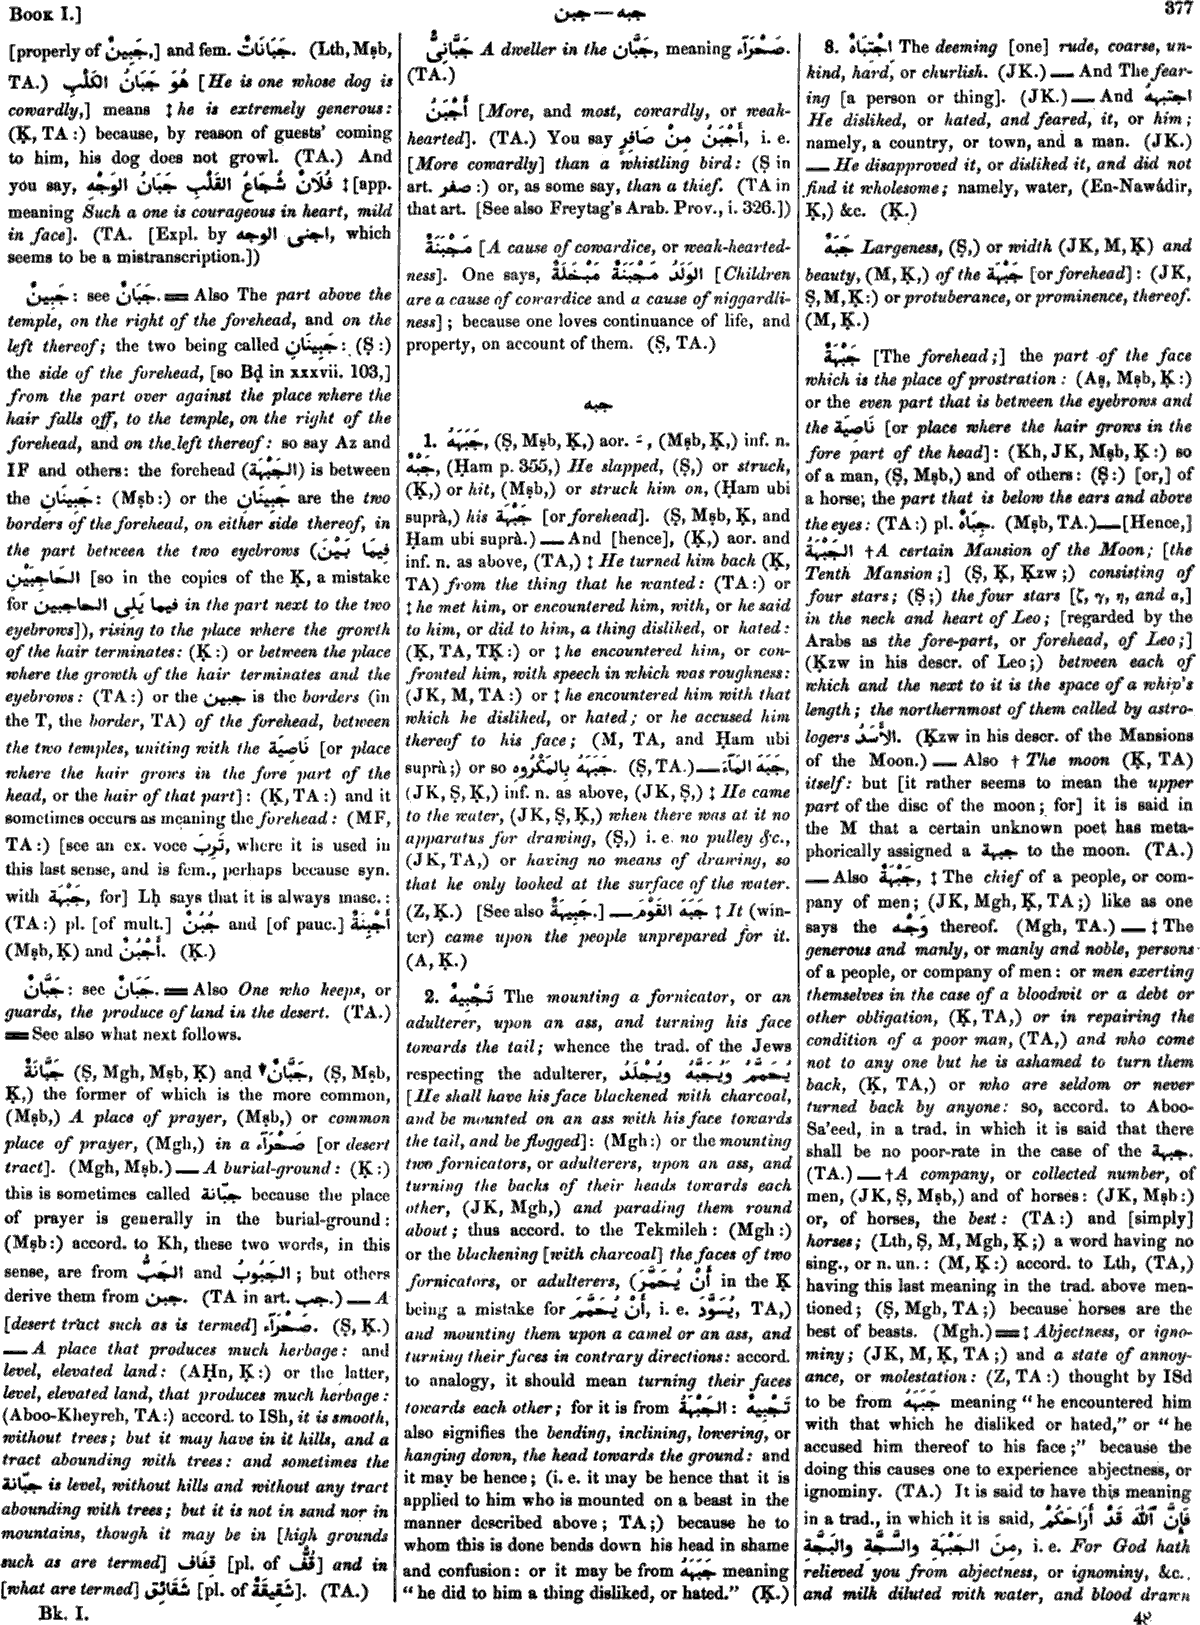 BOOK I.]
جبن — جبه
377
[properly of جَبِينٌ,] and fem. جَبَانَاتٌ. (Lth, Mṣb,
TA.) هُوَ جَبَانُ الكَلْبِ [He is one whose dog is
cowardly,] means ‡ he is extremely generous:
(Ḳ, TA:) because, by reason of guests’ coming
to him, his dog does not growl. (TA.) And
you say, فُلَانٌ شُجَاعُ القَلْبِ جَبَانُ الوَجْهِ ‡ [app.
meaning Such a one is courageous in heart, mild
in face]. (TA. [Expl. by اجنى الوجه, which
seems to be a mistranscription.])
جَبِينٌ: see جَبَانٌ. ═ Also The part above the
temple, on the right of the forehead, and on the
left thereof; the two being called جَبِينَانِ: (Ṣ:)
the side of the forehead, [so Bḍ in xxxvii. 103,]
from the part over against the place where the
hair falls off, to the temple, on the right of the
forehead, and on the left thereof: so say Az and
IF and others: the forehead (الجَبْهَة) is between
the جَبِينَانِ: (Mṣb:) or the جَبِينَانِ are the two
borders of the forehead, on either side thereof, in
the part between the two eyebrows (فِيمَا بَيْنَ
الحَاجِبَيْنِ [so in the copies of the Ḳ, a mistake
for فيما يَلِى الحاجبين in the part next to the two
eyebrows]), rising to the place where the growth
of the hair terminates: (Ḳ:) or between the place
where the growth of the hair terminates and the
eyebrows: (TA:) or the جبين is the borders (in
the T, the border, TA) of the forehead, between
the two temples, uniting with the نَاصِيَة [or place
where the hair grows in the fore part of the
head, or the hair of that part]: (Ḳ, TA:) and it
sometimes occurs as meaning the forehead: (MF,
TA:) [see an ex. voce تَرِبَ, where it is used in
this last sense, and is fem., perhaps because syn.
with جَبْهَة, for] Lḥ says that it is always masc.:
(TA:) pl. [of mult.] جُبُنٌ and [of pauc.] أَجْبِنَةٌ
(Mṣb, Ḳ) and أَجْبُنٌ. (Ḳ.)
جَبَّانٌ: see جَبَانٌ. ═ Also One who keeps, or
guards, the produce of land in the desert. (TA.)
═ See also what next follows.
جَبَّانَةٌ (Ṣ, Mgh, Mṣb, Ḳ) and ▾جَبَّانٌ, (Ṣ, Mṣb,
Ḳ,) the former of which is the more common,
(Mṣb,) A place of prayer, (Mṣb,) or common
place of prayer, (Mgh,) in a صَحْرَآء [or desert
tract]. (Mgh, Mṣb.) — A burial-ground: (Ḳ:)
this is sometimes called جبّانة because the place
of prayer is generally in the burial-ground:
(Mṣb:) accord. to Kh, these two words, in this
sense, are from الجَبُّ and الجَبُوبُ; but others
derive them from جبن. (TA in art. جب.) — A
[desert tract such as is termed] صَحْرَآء. (Ṣ, Ḳ.)
— A place that produces much herbage: and
level, elevated land: (AḤn, Ḳ:) or the latter,
level, elevated land, that produces much herbage:
(Aboo-Kheyreh, TA:) accord. to ISh, it is smooth,
without trees; but it may have in it hills, and a
tract abounding with trees: and sometimes the
جبّانة is level, without hills and without any tract
abounding with trees; but it is not in sand nor in
mountains, though it may be in [high grounds
such as are termed] قِفَاف [pl. of قُفٌّ] and in
[what are termed] شَقَائِق [pl. of شَقِيقَةٌ]. (TA.)
Bk. I.
جَبَّانِىٌّ A dweller in the جَبَّان, meaning صَحْرَآء.
(TA.)
أَجْبَنُ [More, and most, cowardly, or weak-
hearted]. (TA.) You say أَجْبَنُ مِنْ صَافِرٍ, i. e.
[More cowardly] than a whistling bird: (Ṣ in
art. صفر:) or, as some say, than a thief. (TA in
that art. [See also Freytag's Arab. Prov., i. 326.])
مَجْبَنَةٌ [A cause of cowardice, or weak-hearted-
ness]. One says, الوَلَدُ مَجْبَنَةٌ مَبْخَلَةٌ [Children
are a cause of cowardice and a cause of niggardli-
ness]; because one loves continuance of life, and
property, on account of them. (Ṣ, TA.)
جبه
1. جَبَهَهُ, (Ṣ, Mṣb, Ḳ,) aor. ـَ, (Mṣb, Ḳ,) inf. n.
جَبْهٌ, (Ḥam p. 355,) He slapped, (Ṣ,) or struck,
(Ḳ,) or hit, (Mṣb,) or struck him on, (Ḥam ubi
suprà,) his جَبْهَة [or forehead]. (Ṣ, Mṣb, Ḳ, and
Ḥam ubi suprà.) — And [hence], (Ḳ,) aor. and
inf. n. as above, (TA,) ‡ He turned him back (Ḳ,
TA) from the thing that he wanted: (TA:) or
‡ he met him, or encountered him, with, or he said
to him, or did to him, a thing disliked, or hated:
(Ḳ, TA, TḲ:) or ‡ he encountered him, or con-
fronted him, with speech in which was roughness:
(JK, M, TA:) or ‡ he encountered him with that
which he disliked, or hated; or he accused him
thereof to his face; (M, TA, and Ḥam ubi
suprà;) or so جَبَهَهُ بِالمَكْرُوهِ. (Ṣ, TA.) — جَبَهَ المَآءَ,
(JK, Ṣ, Ḳ,) inf. n. as above, (JK, Ṣ,) ‡ He came
to the water, (JK, Ṣ, Ḳ,) when there was at it no
apparatus for drawing, (Ṣ,) i. e. no pulley &c.,
(JK, TA,) or having no means of drawing, so
that he only looked at the surface of the water.
(Z, Ḳ.) [See also جَبِيهَةٌ.] — جَبَهَ القَوْمَ ‡ It (win-
ter) came upon the people unprepared for it.
(A, Ḳ.)
2. تَجْبِيهٌ The mounting a fornicator, or an
adulterer, upon an ass, and turning his face
towards the tail; whence the trad. of the Jews
respecting the adulterer, يُحَمَّمُ وَيُجَبَّهُ وَيُجْلَدُ
[He shall have his face blackened with charcoal,
and be mounted on an ass with his face towards
the tail, and be flogged]: (Mgh:) or the mounting
two fornicators, or adulterers, upon an ass, and
turning the backs of their heads towards each
other, (JK, Mgh,) and parading them round
about; thus accord. to the Tekmileh: (Mgh:)
or the blackening [with charcoal] the faces of two
fornicators, or adulterers, (أَنْ يُحَمَّرَ in the Ḳ
being a mistake for أَنْ يُحَمَّمَ, i. e. يُسَوَّدَ, TA,)
and mounting them upon a camel or an ass, and
turning their faces in contrary directions: accord.
to analogy, it should mean turning their faces
towards each other; for it is from الجَبْهَةُ: تَجْبِيهٌ
also signifies the bending, inclining, lowering, or
hanging down, the head towards the ground: and
it may be hence; (i. e. it may be hence that it is
applied to him who is mounted on a beast in the
manner described above; TA;) because he to
whom this is done bends down his head in shame
and confusion: or it may be from جَبَهَهُ meaning
“he did to him a thing disliked, or hated.” (Ḳ.)
8. اجْتِبَاهٌ The deeming [one] rude, coarse, un-
kind, hard, or churlish. (JK.) — And The fear-
ing [a person or thing]. (JK.) — And اجتبههُ
He disliked, or hated, and feared, it, or him;
namely, a country, or town, and a man. (JK.)
— He disapproved it, or disliked it, and did not
find it wholesome; namely, water, (En-Nawádir,
Ḳ,) &c. (Ḳ.)
جَبَهٌ Largeness, (Ṣ,) or width (JK, M, Ḳ) and
beauty, (M, Ḳ,) of the جَبْهَة [or forehead]: (JK,
Ṣ, M, Ḳ:) or protuberance, or prominence, thereof.
(M, Ḳ.)
جَبْهَةٌ [The forehead;] the part of the face
which is the place of prostration: (Aṣ, Mṣb, Ḳ:)
or the even part that is between the eyebrows and
the نَاصِيَة [or place where the hair grows in the
fore part of the head]: (Kh, JK, Mṣb, Ḳ:) so
of a man, (Ṣ, Mṣb,) and of others: (Ṣ:) [or,] of
a horse, the part that is below the ears and above
the eyes: (TA:) pl. جِبَاهٌ. (Mṣb, TA.) — [Hence,]
الجَبْهَةُ † A certain Mansion of the Moon; [the
Tenth Mansion;] (Ṣ, Ḳ, Ḳzw;) consisting of
four stars; (Ṣ;) the four stars [ζ, γ, η, and α,]
in the neck and heart of Leo; [regarded by the
Arabs as the fore-part, or forehead, of Leo;]
(Ḳzw in his descr. of Leo;) between each of
which and the next to it is the space of a whip's
length; the northernmost of them called by astro-
logers الأَسَدُ. (Ḳzw in his descr. of the Mansions
of the Moon.) — Also † The moon (Ḳ, TA)
itself: but [it rather seems to mean the upper
part of the disc of the moon; for] it is said in
the M that a certain unknown poet has meta-
phorically assigned a جبهة to the moon. (TA.)
— Also جَبْهَةٌ, ‡ The chief of a people, or com-
pany of men; (JK, Mgh, Ḳ, TA;) like as one
says the وَجْه thereof. (Mgh, TA.) — ‡ The
generous and manly, or manly and noble, persons
of a people, or company of men: or men exerting
themselves in the case of a bloodwit or a debt or
other obligation, (Ḳ, TA,) or in repairing the
condition of a poor man, (TA,) and who come
not to any one but he is ashamed to turn them
back, (Ḳ, TA,) or who are seldom or never
turned back by anyone: so, accord. to Aboo-
Sa'eed, in a trad. in which it is said that there
shall be no poor-rate in the case of the جبهة.
(TA.) — † A company, or collected number, of
men, (JK, Ṣ, Mṣb,) and of horses: (JK, Mṣb:)
or, of horses, the best: (TA:) and [simply]
horses; (Lth, Ṣ, M, Mgh, Ḳ;) a word having no
sing., or n. un.: (M, Ḳ:) accord. to Lth, (TA,)
having this last meaning in the trad. above men-
tioned; (Ṣ, Mgh, TA;) because horses are the
best of beasts. (Mgh.) ═ ‡ Abjectness, or igno-
miny; (JK, M, Ḳ, TA;) and a state of annoy-
ance, or molestation: (Z, TA:) thought by ISd
to be from جَبَهَهُ meaning “he encountered him
with that which he disliked or hated,” or “he
accused him thereof to his face;” because the
doing this causes one to experience abjectness, or
ignominy. (TA.) It is said to have this meaning
in a trad., in which it is said, فَإِنَّ ٱللّٰهَ قَدْ أَرَاحَكُمْ
مِنَ الجَبْهَةِ وَالسَّجَّةِ وَالبَجَّةِ, i. e. For God hath
relieved you from abjectness, or ignominy, &c.,
and milk diluted with water, and blood drawn
48